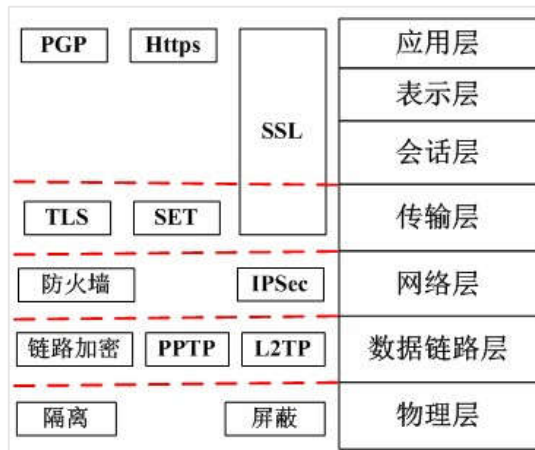 PGP Https 应用层
表示层
SSL
会话层
TLS SET 传输层
防火墙 IPSec 网络层
链路加密 PPTP L2TP 数据链路层
隔离 屏蔽 物理层